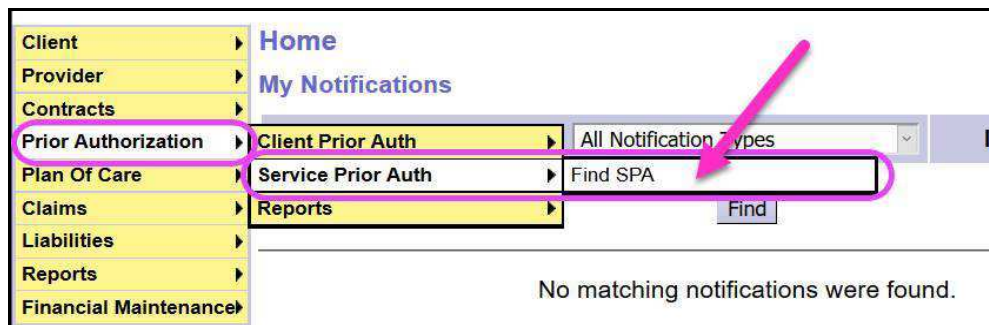 Client
Provider
Contracts
Prior Authorization
Plan Of Care
Claims
Liabilities
Reports
Financial Maintenance
Home
My Notifications
Client Prior Auth
Service Prior Auth
Reports
All Notification Types
Find SPA
Find
No matching notifications were found.